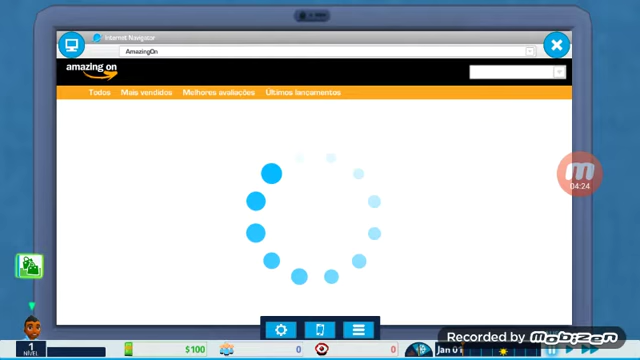 Internet Navigator
AmazingOn
amazing on
Todos Mais vendidos Melhores avaliações Últimos lançamentos
04:24
1
NÍVEL
$100
0
0
Jan 01
Recorded by mobizen